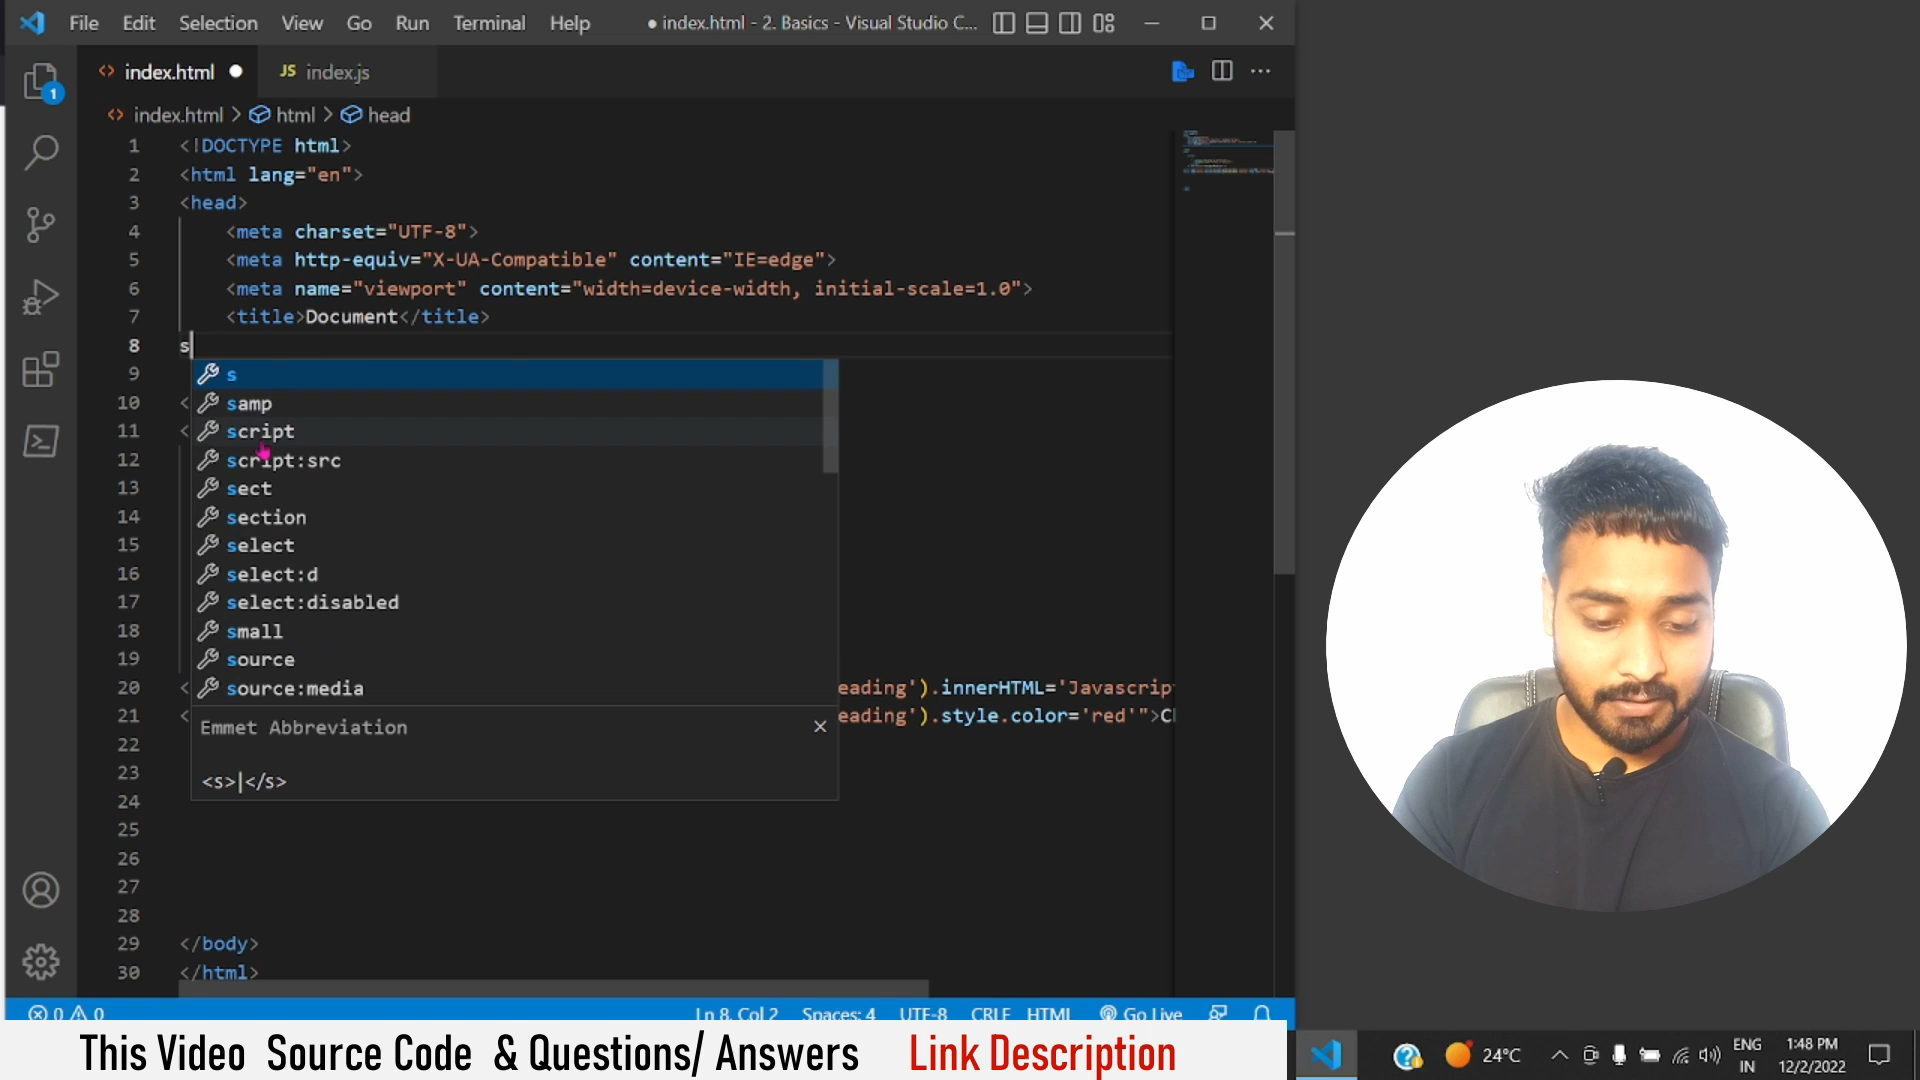 File Edit Selection View Go Run Terminal Help ● index.html - 2. Basics - Visual Studio C...
<> index.html ● JS index.js ...
1
<> index.html > html > head
1 <!DOCTYPE html>
2 <html lang="en">
3 <head>
4 <meta charset="UTF-8">
5 <meta http-equiv="X-UA-Compatible" content="IE=edge">
6 <meta name="viewport" content="width=device-width, initial-scale=1.0">
7 <title>Document</title>
8 s
9 s
10 < samp
11 < script
12 script:src
13 sect
14 section
15 select
16 select:d
17 select:disabled
18 small
19 source
20 < source:media eading').innerHTML='Javascrip
21 < Emmet Abbreviation eading').style.color='red'">Cl
22
23 <s>|</s>
24
25
26
27
28
29 </body>
30 </html>
0 0 Ln 8, Col 2 Spaces: 4 UTF-8 CRLF HTML Go Live
This Video Source Code & Questions/ Answers Link Description
24°C ENG IN 1:48 PM 12/2/2022